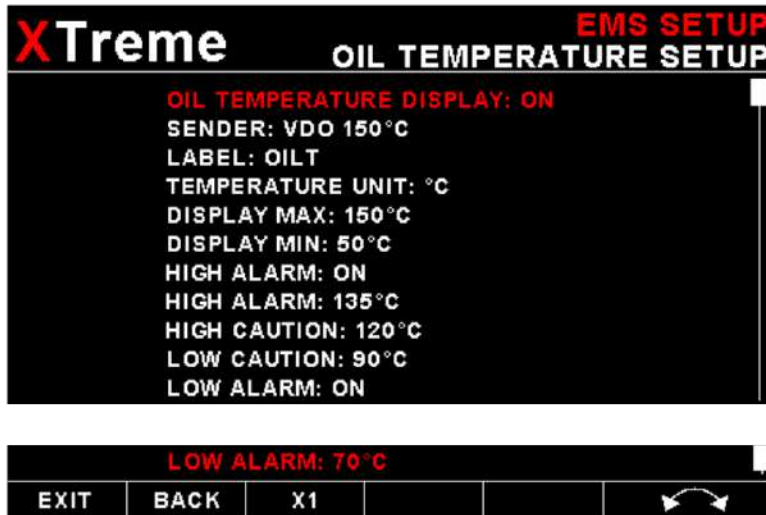 XTreme
EMS SETUP
OIL TEMPERATURE SETUP
OIL TEMPERATURE DISPLAY: ON
SENDER: VDO 150°C
LABEL: OILT
TEMPERATURE UNIT: °C
DISPLAY MAX: 150°C
DISPLAY MIN: 50°C
HIGH ALARM: ON
HIGH ALARM: 135°C
HIGH CAUTION: 120°C
LOW CAUTION: 90°C
LOW ALARM: ON
LOW ALARM: 70°C
EXIT BACK X1